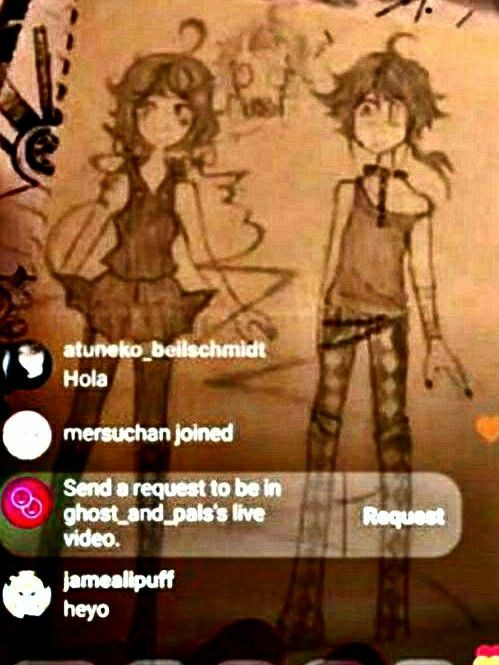 atuneko_beilschmidt
Hola
mersuchan joined
Send a request to be in
ghost_and_pals's live
Request
video.
jamealipuff
heyo